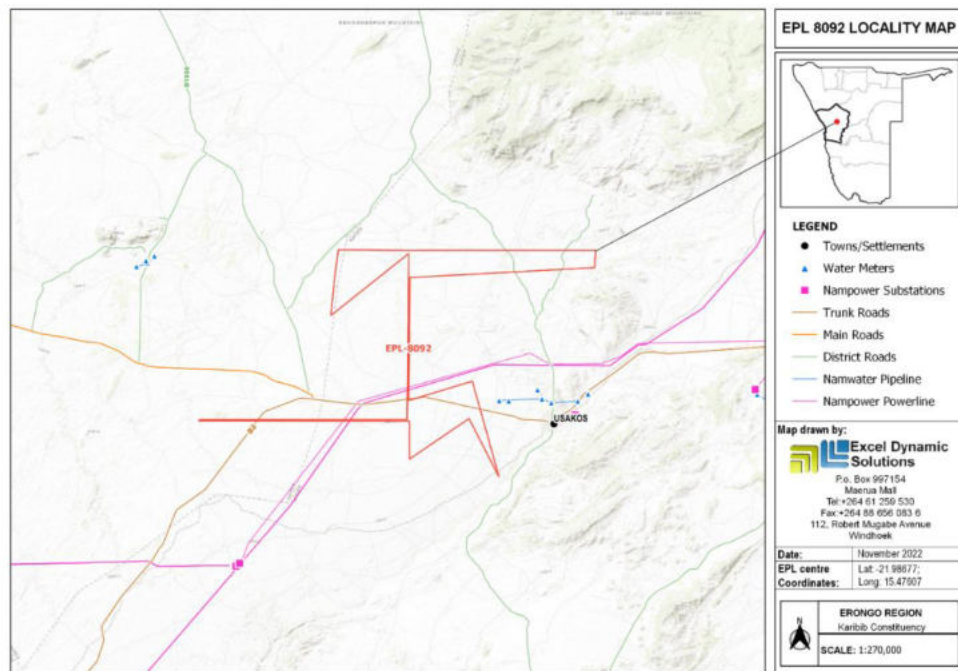 EPL 8092 LOCALITY MAP
EPL-8092
USAKOS
B2
LEGEND
Towns/Settlements
Water Meters
Nampower Substations
Trunk Roads
Main Roads
District Roads
Namwater Pipeline
Nampower Powerline
Map drawn by:
Excel Dynamic
Solutions
P.o. Box 997154
Maerua Mall
Tel:+264 61 259 530
Fax:+264 88 656 083 6
112, Robert Mugabe Avenue
Windhoek
Date: November 2022
EPL centre Lat: -21.98677;
Coordinates: Long: 15.47607
N
ERONGO REGION
Karibib Constituency
SCALE: 1:270,000